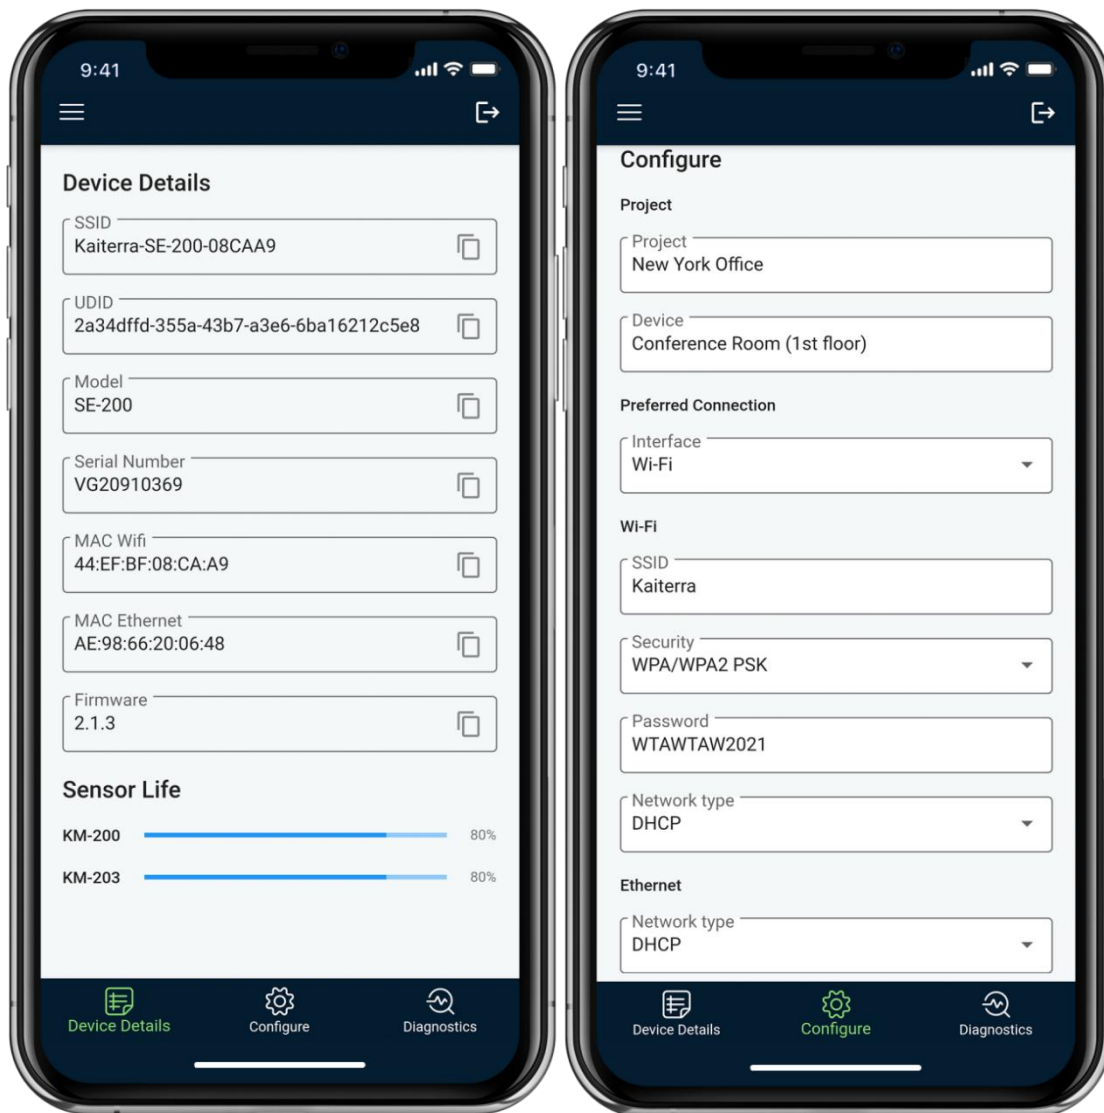 9:41
Device Details
SSID
Kaiterra-SE-200-08CAA9
UDID
2a34dffd-355a-43b7-a3e6-6ba16212c5e8
Model
SE-200
Serial Number
VG20910369
MAC Wifi
44:EF:BF:08:CA:A9
MAC Ethernet
AE:98:66:20:06:48
Firmware
2.1.3
Sensor Life
KM-200 80%
KM-203 80%
Device Details Configure Diagnostics
9:41
Configure
Project
Project
New York Office
Device
Conference Room (1st floor)
Preferred Connection
Interface
Wi-Fi
Wi-Fi
SSID
Kaiterra
Security
WPA/WPA2 PSK
Password
WTAWTAW2021
Network type
DHCP
Ethernet
Network type
DHCP
Device Details Configure Diagnostics